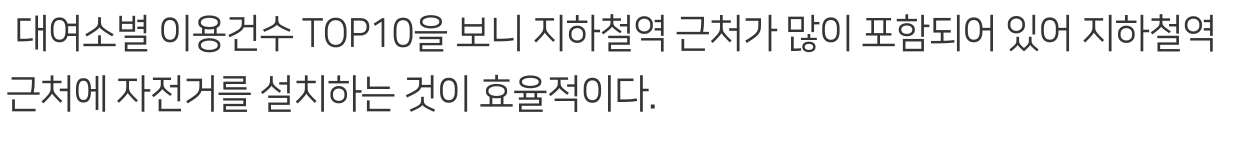 대여소별 이용건수 TOP10을 보니 지하철역 근처가 많이 포함되어 있어 지하철역
근처에 자전거를 설치하는 것이 효율적이다.